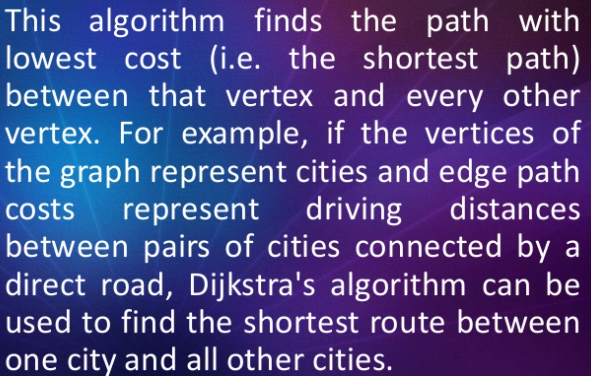 This algorithm finds the path with
lowest cost (i.e. the shortest path)
between that vertex and every other
vertex. For example, if the vertices of
the graph represent cities and edge path
costs represent driving distances
between pairs of cities connected by a
direct road, Dijkstra's algorithm can be
used to find the shortest route between
one city and all other cities.